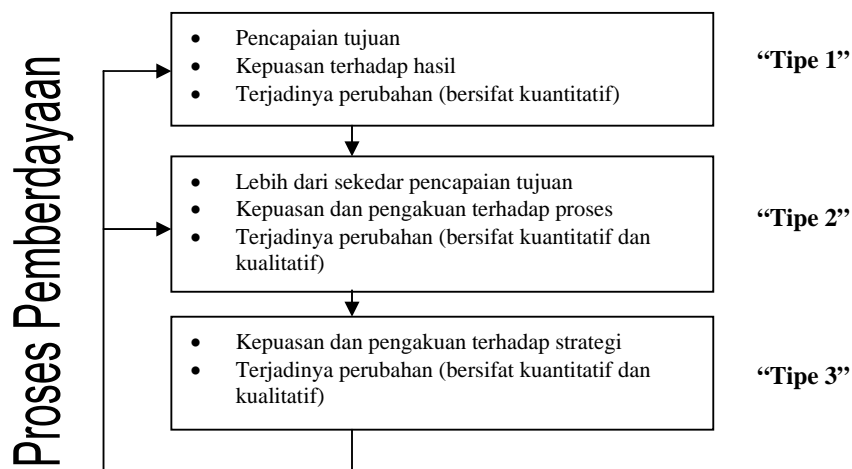 Proses Pemberdayaan
• Pencapaian tujuan
• Kepuasan terhadap hasil
• Terjadinya perubahan (bersifat kuantitatif)
“Tipe 1”
• Lebih dari sekedar pencapaian tujuan
• Kepuasan dan pengakuan terhadap proses
• Terjadinya perubahan (bersifat kuantitatif dan
kualitatif)
“Tipe 2”
• Kepuasan dan pengakuan terhadap strategi
• Terjadinya perubahan (bersifat kuantitatif dan
kualitatif)
“Tipe 3”